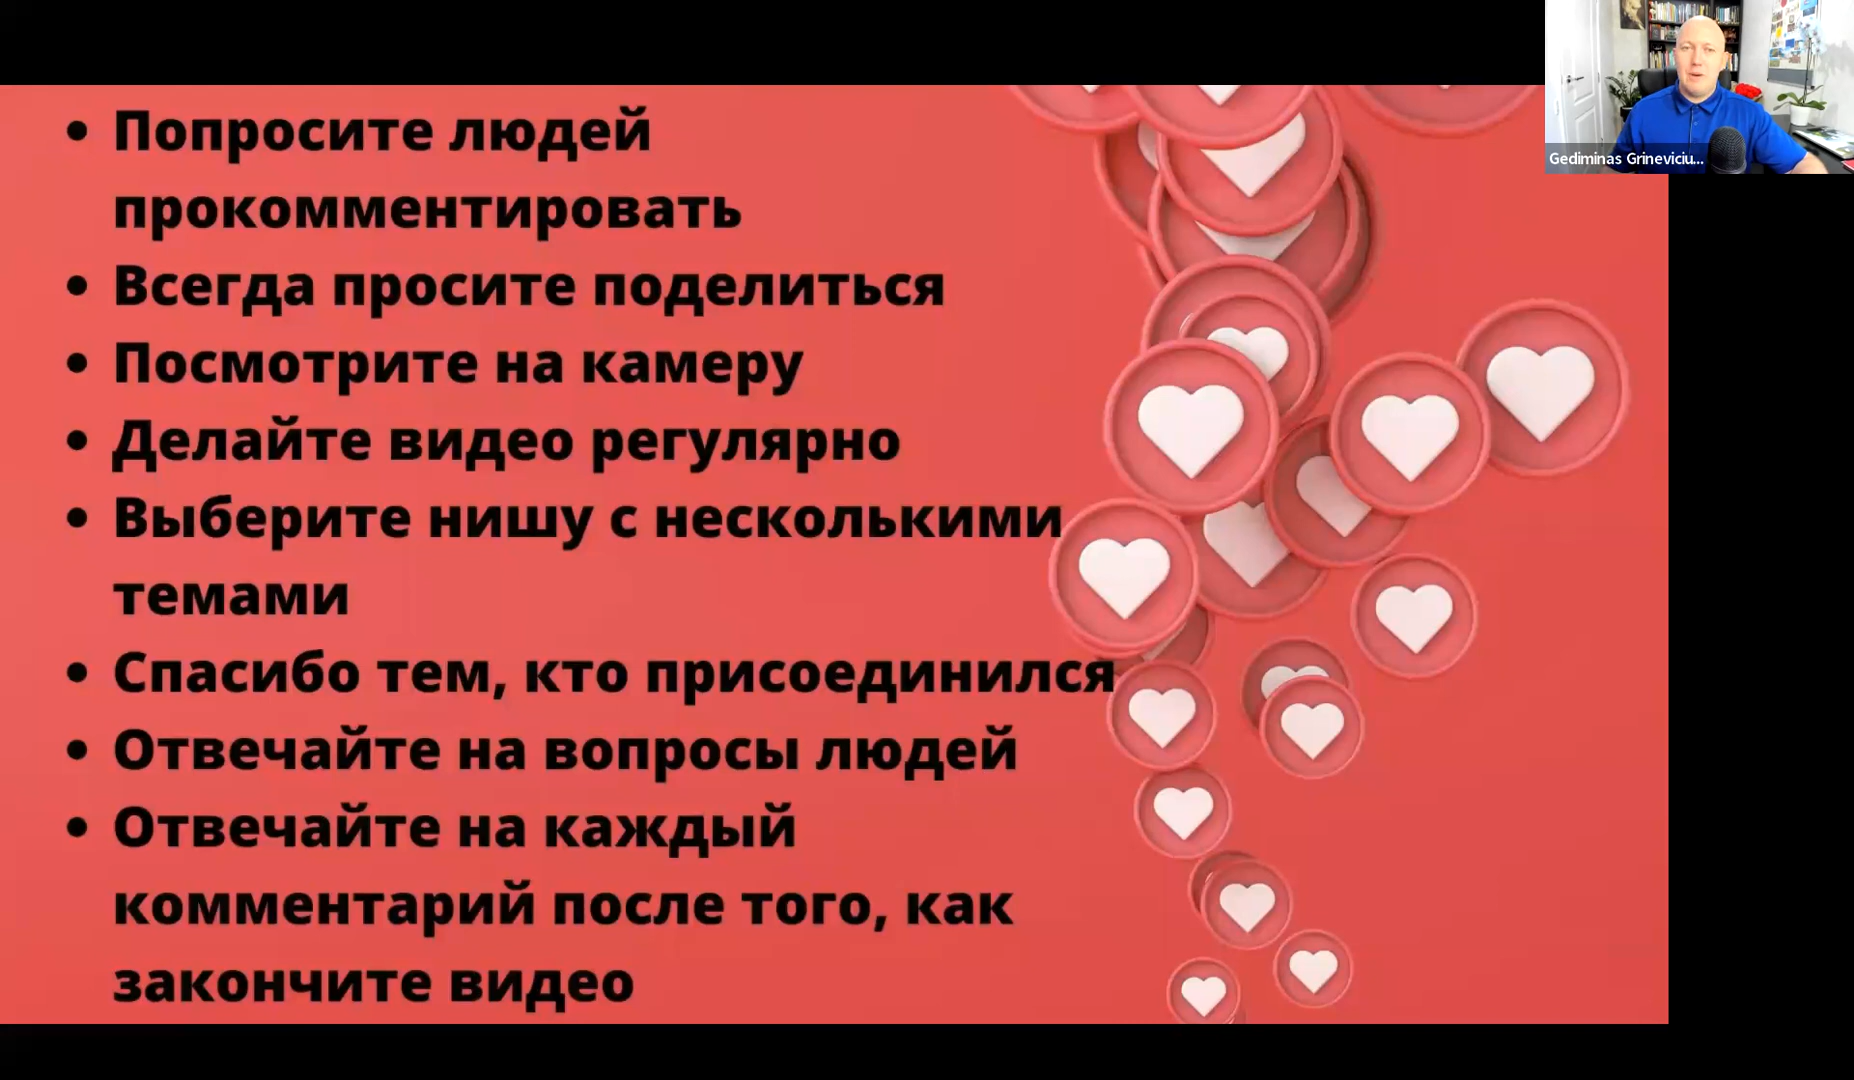 • Попросите людей
прокомментировать
• Всегда просите поделиться
• Посмотрите на камеру
• Делайте видео регулярно
• Выберите нишу с несколькими
темами
• Спасибо тем, кто присоединился
• Отвечайте на вопросы людей
• Отвечайте на каждый
комментарий после того, как
закончите видео
Gediminas Grineviciu...